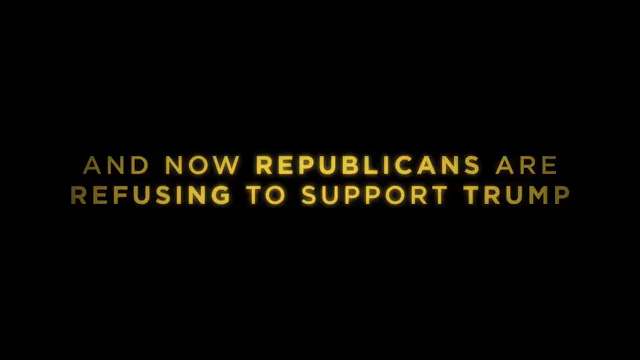 AND NOW REPUBLICANS ARE
REFUSING TO SUPPORT TRUMP